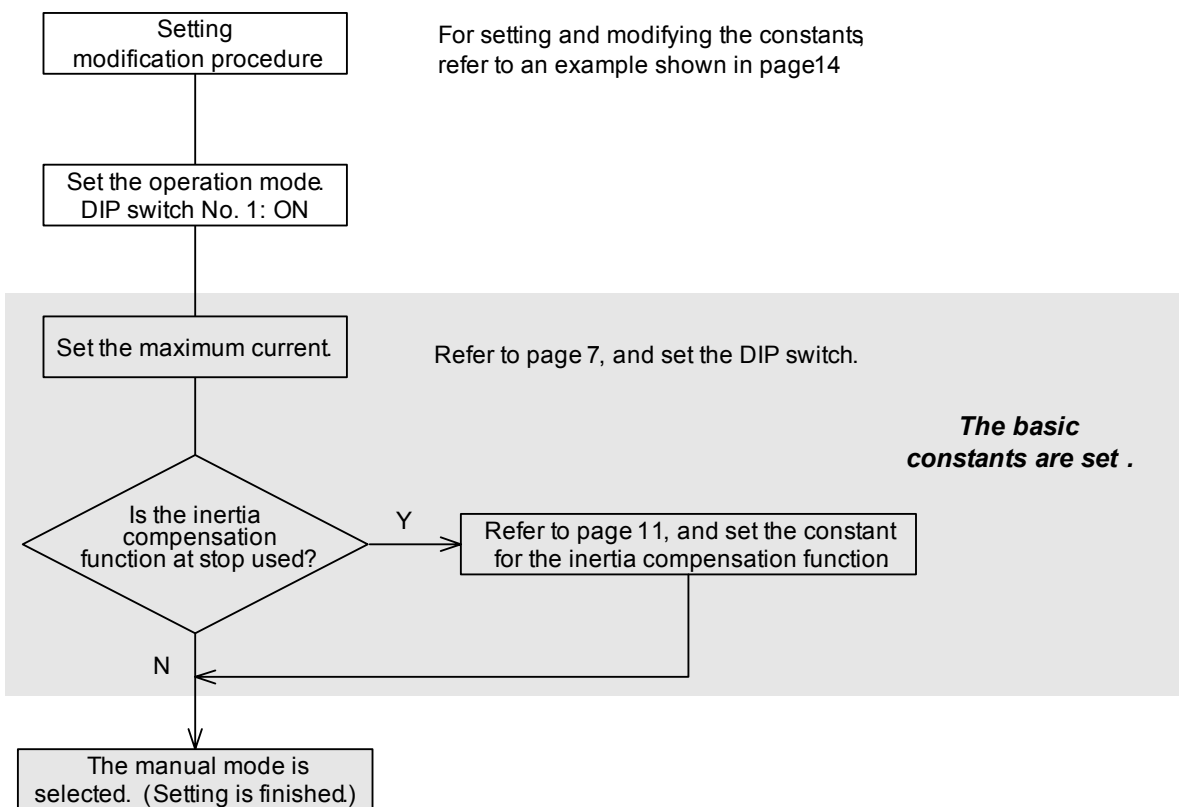 Setting
modification procedure
For setting and modifying the constants,
refer to an example shown in page14
Set the operation mode.
DIP switch No. 1: ON
Set the maximum current.
Refer to page 7, and set the DIP switch.
The basic
constants are set .
Is the inertia
compensation
function at stop used?
Y
Refer to page 11, and set the constant
for the inertia compensation function
N
The manual mode is
selected. (Setting is finished.)